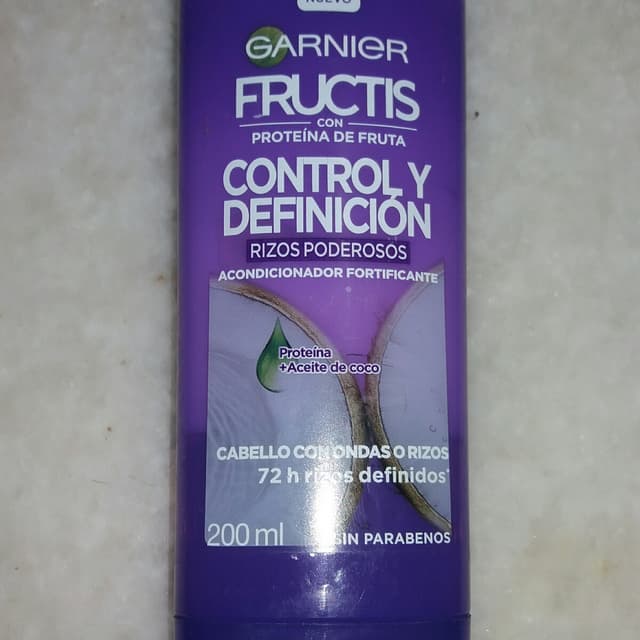 NUEVO
GARNIER
FRUCTIS
CON
PROTEÍNA DE FRUTA
CONTROL Y
DEFINICIÓN
RIZOS PODEROSOS
ACONDICIONADOR FORTIFICANTE
Proteína
+Aceite de coco
CABELLO CON ONDAS O RIZOS
72 h rizos definidos*
200 ml
SIN PARABENOS